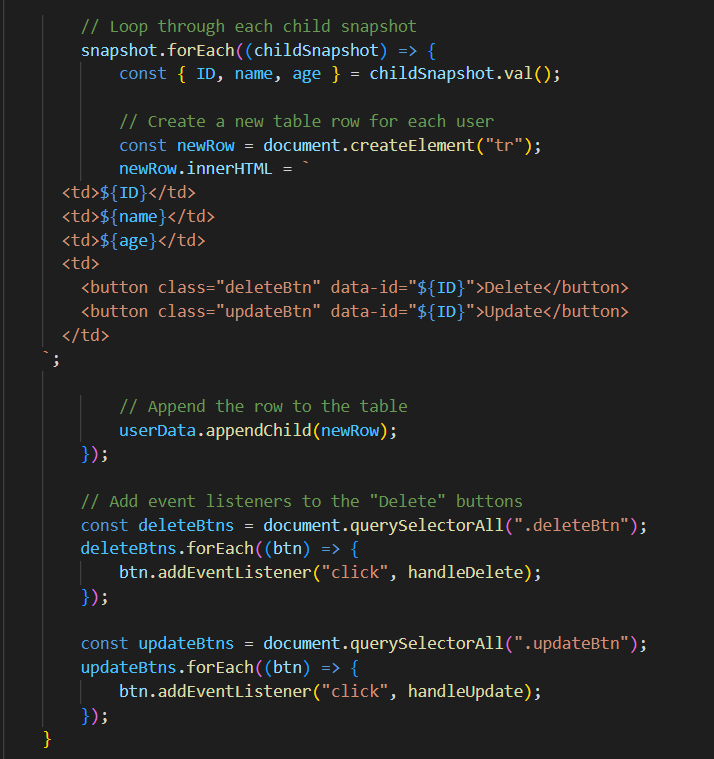 // Loop through each child snapshot
snapshot.forEach((childSnapshot) => {
const { ID, name, age } = childSnapshot.val();
// Create a new table row for each user
const newRow = document.createElement("tr");
newRow.innerHTML = `
<td>${ID}</td>
<td>${name}</td>
<td>${age}</td>
<td>
<button class="deleteBtn" data-id="${ID}">Delete</button>
<button class="updateBtn" data-id="${ID}">Update</button>
</td>
`;
// Append the row to the table
userData.appendChild(newRow);
});
// Add event listeners to the "Delete" buttons
const deleteBtns = document.querySelectorAll(".deleteBtn");
deleteBtns.forEach((btn) => {
btn.addEventListener("click", handleDelete);
});
const updateBtns = document.querySelectorAll(".updateBtn");
updateBtns.forEach((btn) => {
btn.addEventListener("click", handleUpdate);
});
}